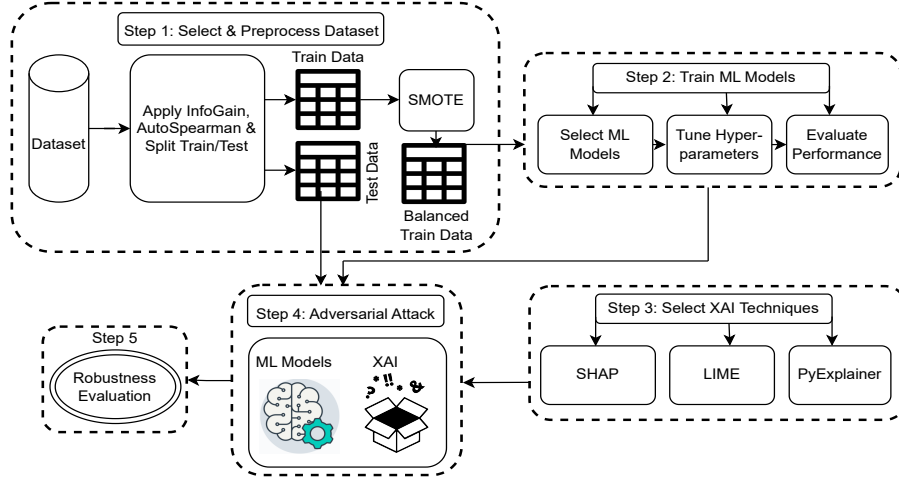 Step 1: Select & Preprocess Dataset
Train Data
Dataset
Apply InfoGain,
AutoSpearman &
Split Train/Test
SMOTE
Test Data
Balanced
Train Data
Step 2: Train ML Models
Select ML
Models
Tune Hyper-
parameters
Evaluate
Performance
Step 3: Select XAI Techniques
SHAP
LIME
PyExplainer
Step 4: Adversarial Attack
ML Models
XAI
? * !! * &
Step 5
Robustness
Evaluation